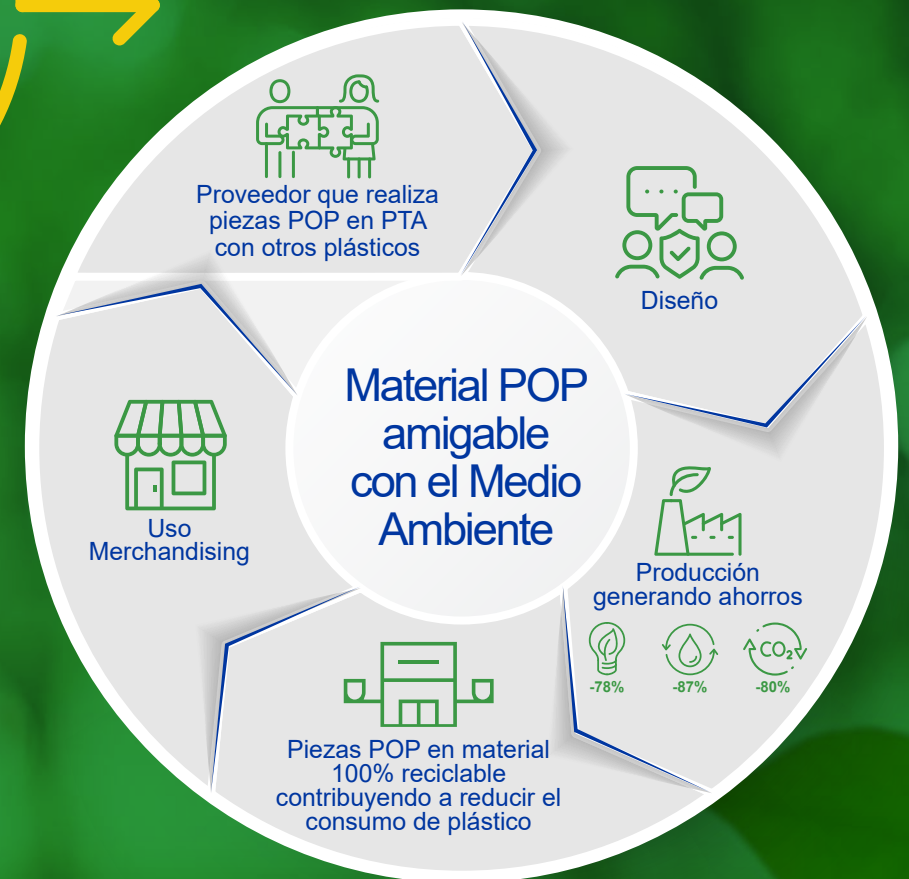 Proveedor que realiza
piezas POP en PTA
con otros plásticos
Diseño
Material POP
amigable
con el Medio
Ambiente
Producción
generando ahorros
CO₂
-78%
-87%
-80%
Piezas POP en material
100% reciclable
contribuyendo a reducir el
consumo de plástico
Uso
Merchandising